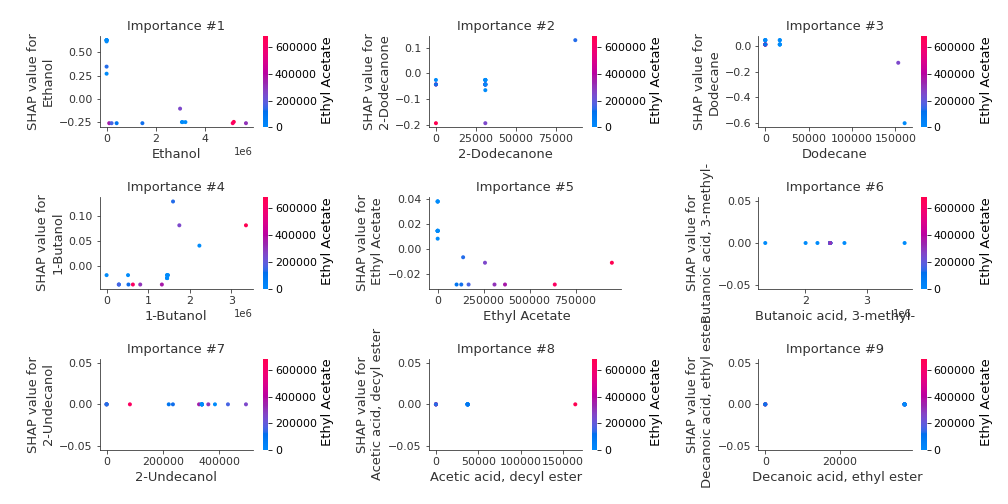 Importance #1
SHAP value for
Ethanol
0.50
0.25
0.00
−0.25
0
2
4
1e6
Ethanol
600000
400000
200000
0
Ethyl Acetate
Importance #2
SHAP value for
2-Dodecanone
0.1
0.0
−0.1
−0.2
0
25000
50000
75000
2-Dodecanone
600000
400000
200000
0
Ethyl Acetate
Importance #3
SHAP value for
Dodecane
0.0
−0.2
−0.4
−0.6
0
50000
100000
150000
Dodecane
600000
400000
200000
0
Ethyl Acetate
Importance #4
SHAP value for
1-Butanol
0.10
0.05
0.00
0
1
2
3
1e6
1-Butanol
600000
400000
200000
0
Ethyl Acetate
Importance #5
SHAP value for
Ethyl Acetate
0.04
0.02
0.00
−0.02
0
250000
500000
750000
Ethyl Acetate
Importance #6
SHAP value for
Butanoic acid, 3-methyl-
0.05
0.00
−0.05
2
3
1e6
Butanoic acid, 3-methyl-
600000
400000
200000
0
Ethyl Acetate
Importance #7
SHAP value for
2-Undecanol
0.05
0.00
−0.05
0
200000
400000
2-Undecanol
600000
400000
200000
0
Ethyl Acetate
Importance #8
SHAP value for
Acetic acid, decyl ester
0.05
0.00
−0.05
0
50000
100000
150000
Acetic acid, decyl ester
600000
400000
200000
0
Ethyl Acetate
Importance #9
SHAP value for
Decanoic acid, ethyl ester
0.05
0.00
−0.05
0
20000
Decanoic acid, ethyl ester
600000
400000
200000
0
Ethyl Acetate